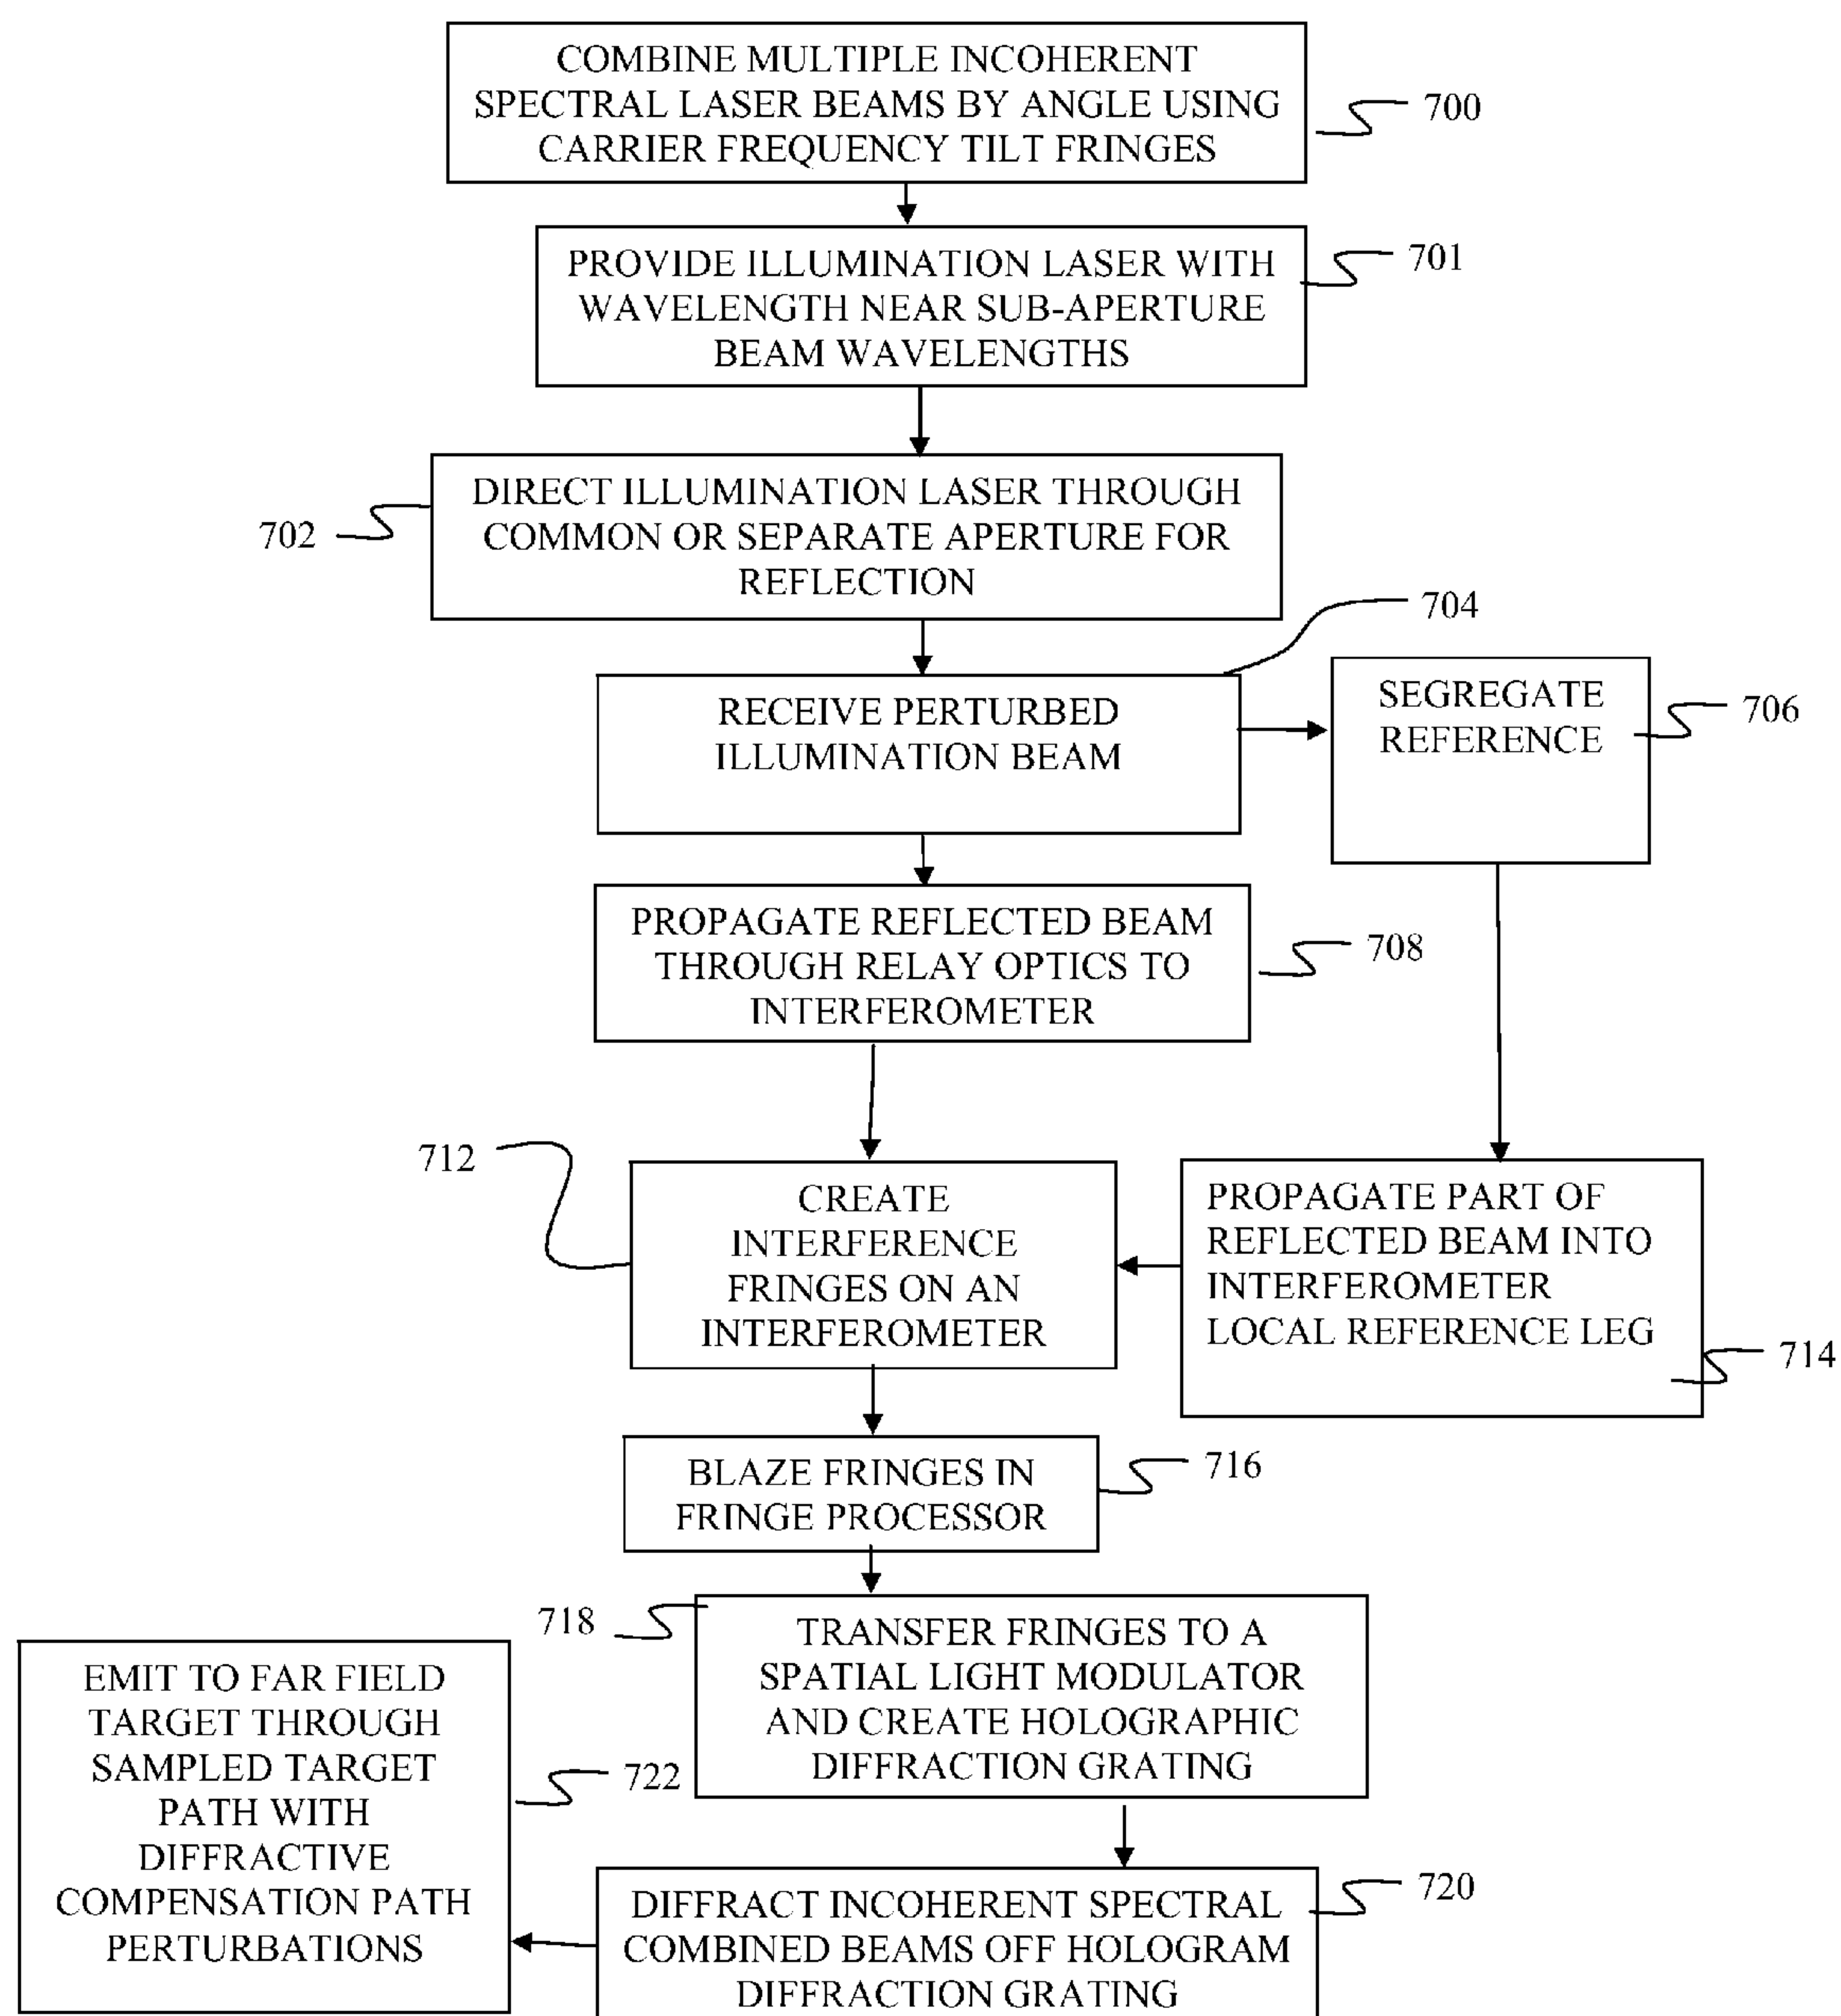 COMBINE MULTIPLE INCOHERENT
SPECTRAL LASER BEAMS BY ANGLE USING
CARRIER FREQUENCY TILT FRINGES
700
PROVIDE ILLUMINATION LASER WITH
WAVELENGTH NEAR SUB-APERTURE
BEAM WAVELENGTHS
701
DIRECT ILLUMINATION LASER THROUGH
COMMON OR SEPARATE APERTURE FOR
REFLECTION
702
704
RECEIVE PERTURBED
ILLUMINATION BEAM
SEGREGATE
REFERENCE
706
PROPAGATE REFLECTED BEAM
THROUGH RELAY OPTICS TO
INTERFEROMETER
708
712
CREATE
INTERFERENCE
FRINGES ON AN
INTERFEROMETER
PROPAGATE PART OF
REFLECTED BEAM INTO
INTERFEROMETER
LOCAL REFERENCE LEG
714
BLAZE FRINGES IN
FRINGE PROCESSOR
716
718
TRANSFER FRINGES TO A
SPATIAL LIGHT MODULATOR
AND CREATE HOLOGRAPHIC
DIFFRACTION GRATING
EMIT TO FAR FIELD
TARGET THROUGH
SAMPLED TARGET
PATH WITH
DIFFRACTIVE
COMPENSATION PATH
PERTURBATIONS
722
DIFFRACT INCOHERENT SPECTRAL
COMBINED BEAMS OFF HOLOGRAM
DIFFRACTION GRATING
720